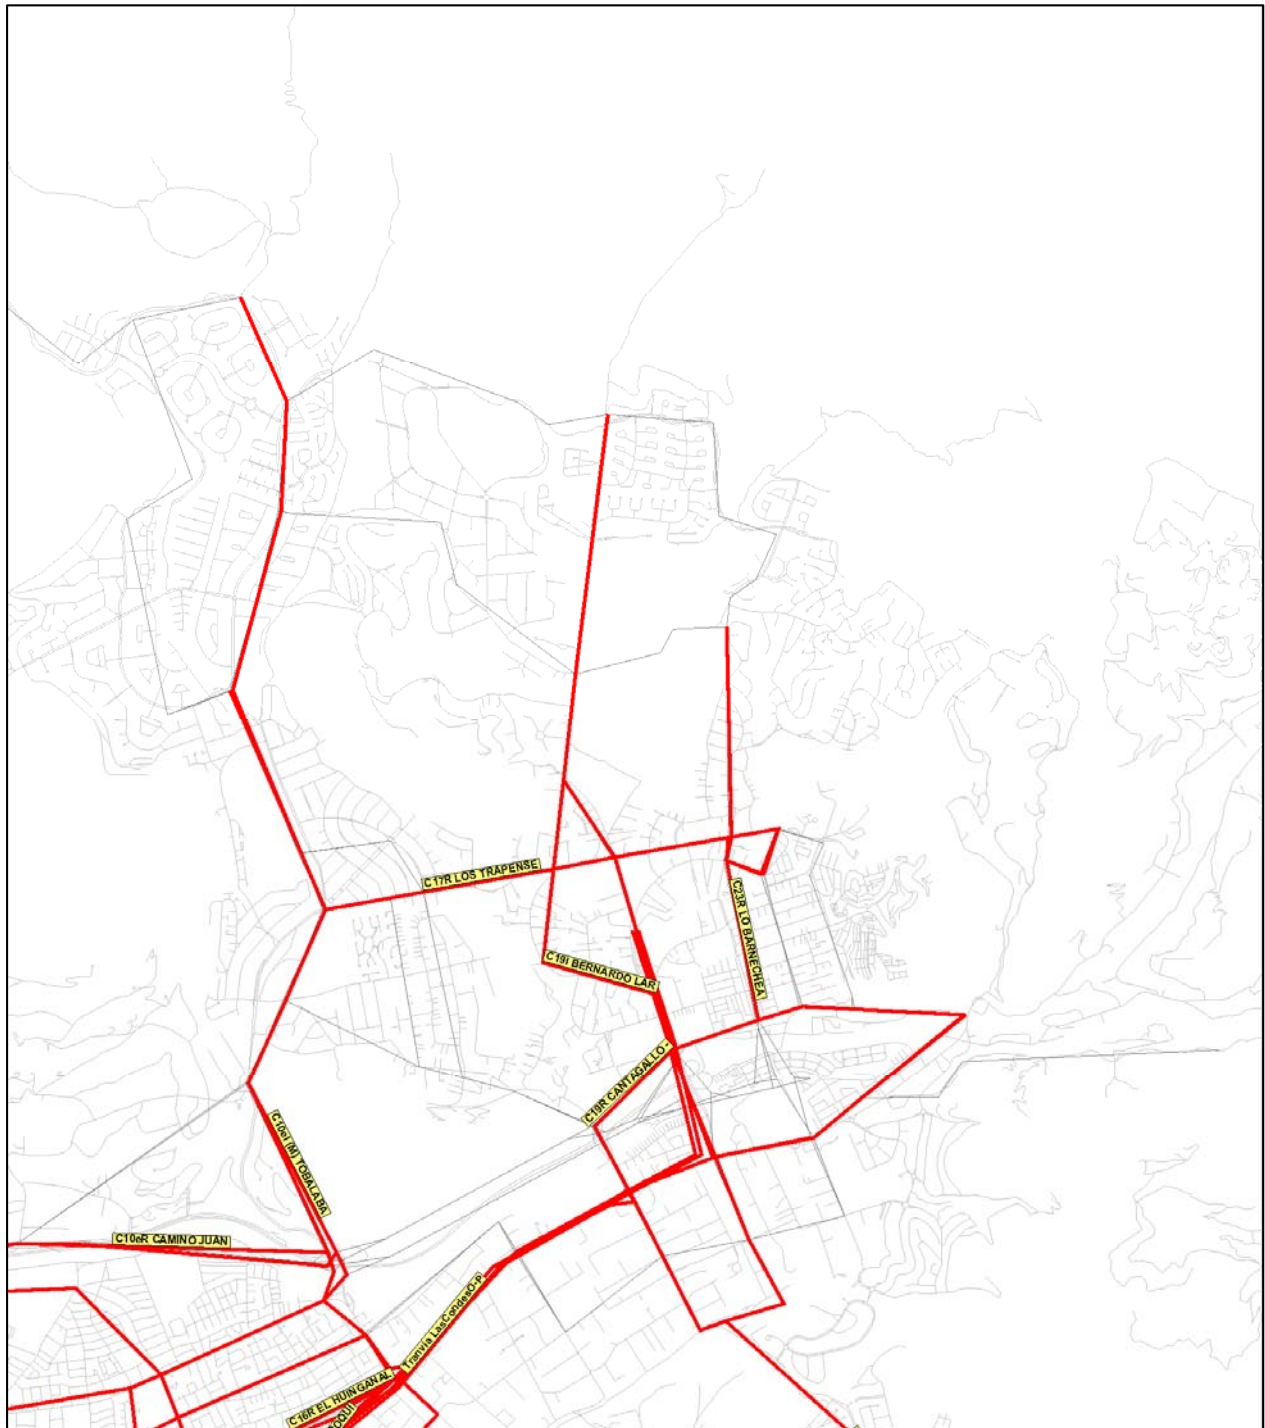 C17R LOS TRAPENSE
C23R LO BARNECHEA
C19I BERNARDO LAR
C19R CANTAGALLO -
C10eI (M) TOBALABA
C10eR CAMINO JUAN
Tranvía LasCondesO-P
C16R EL HUINGANAL